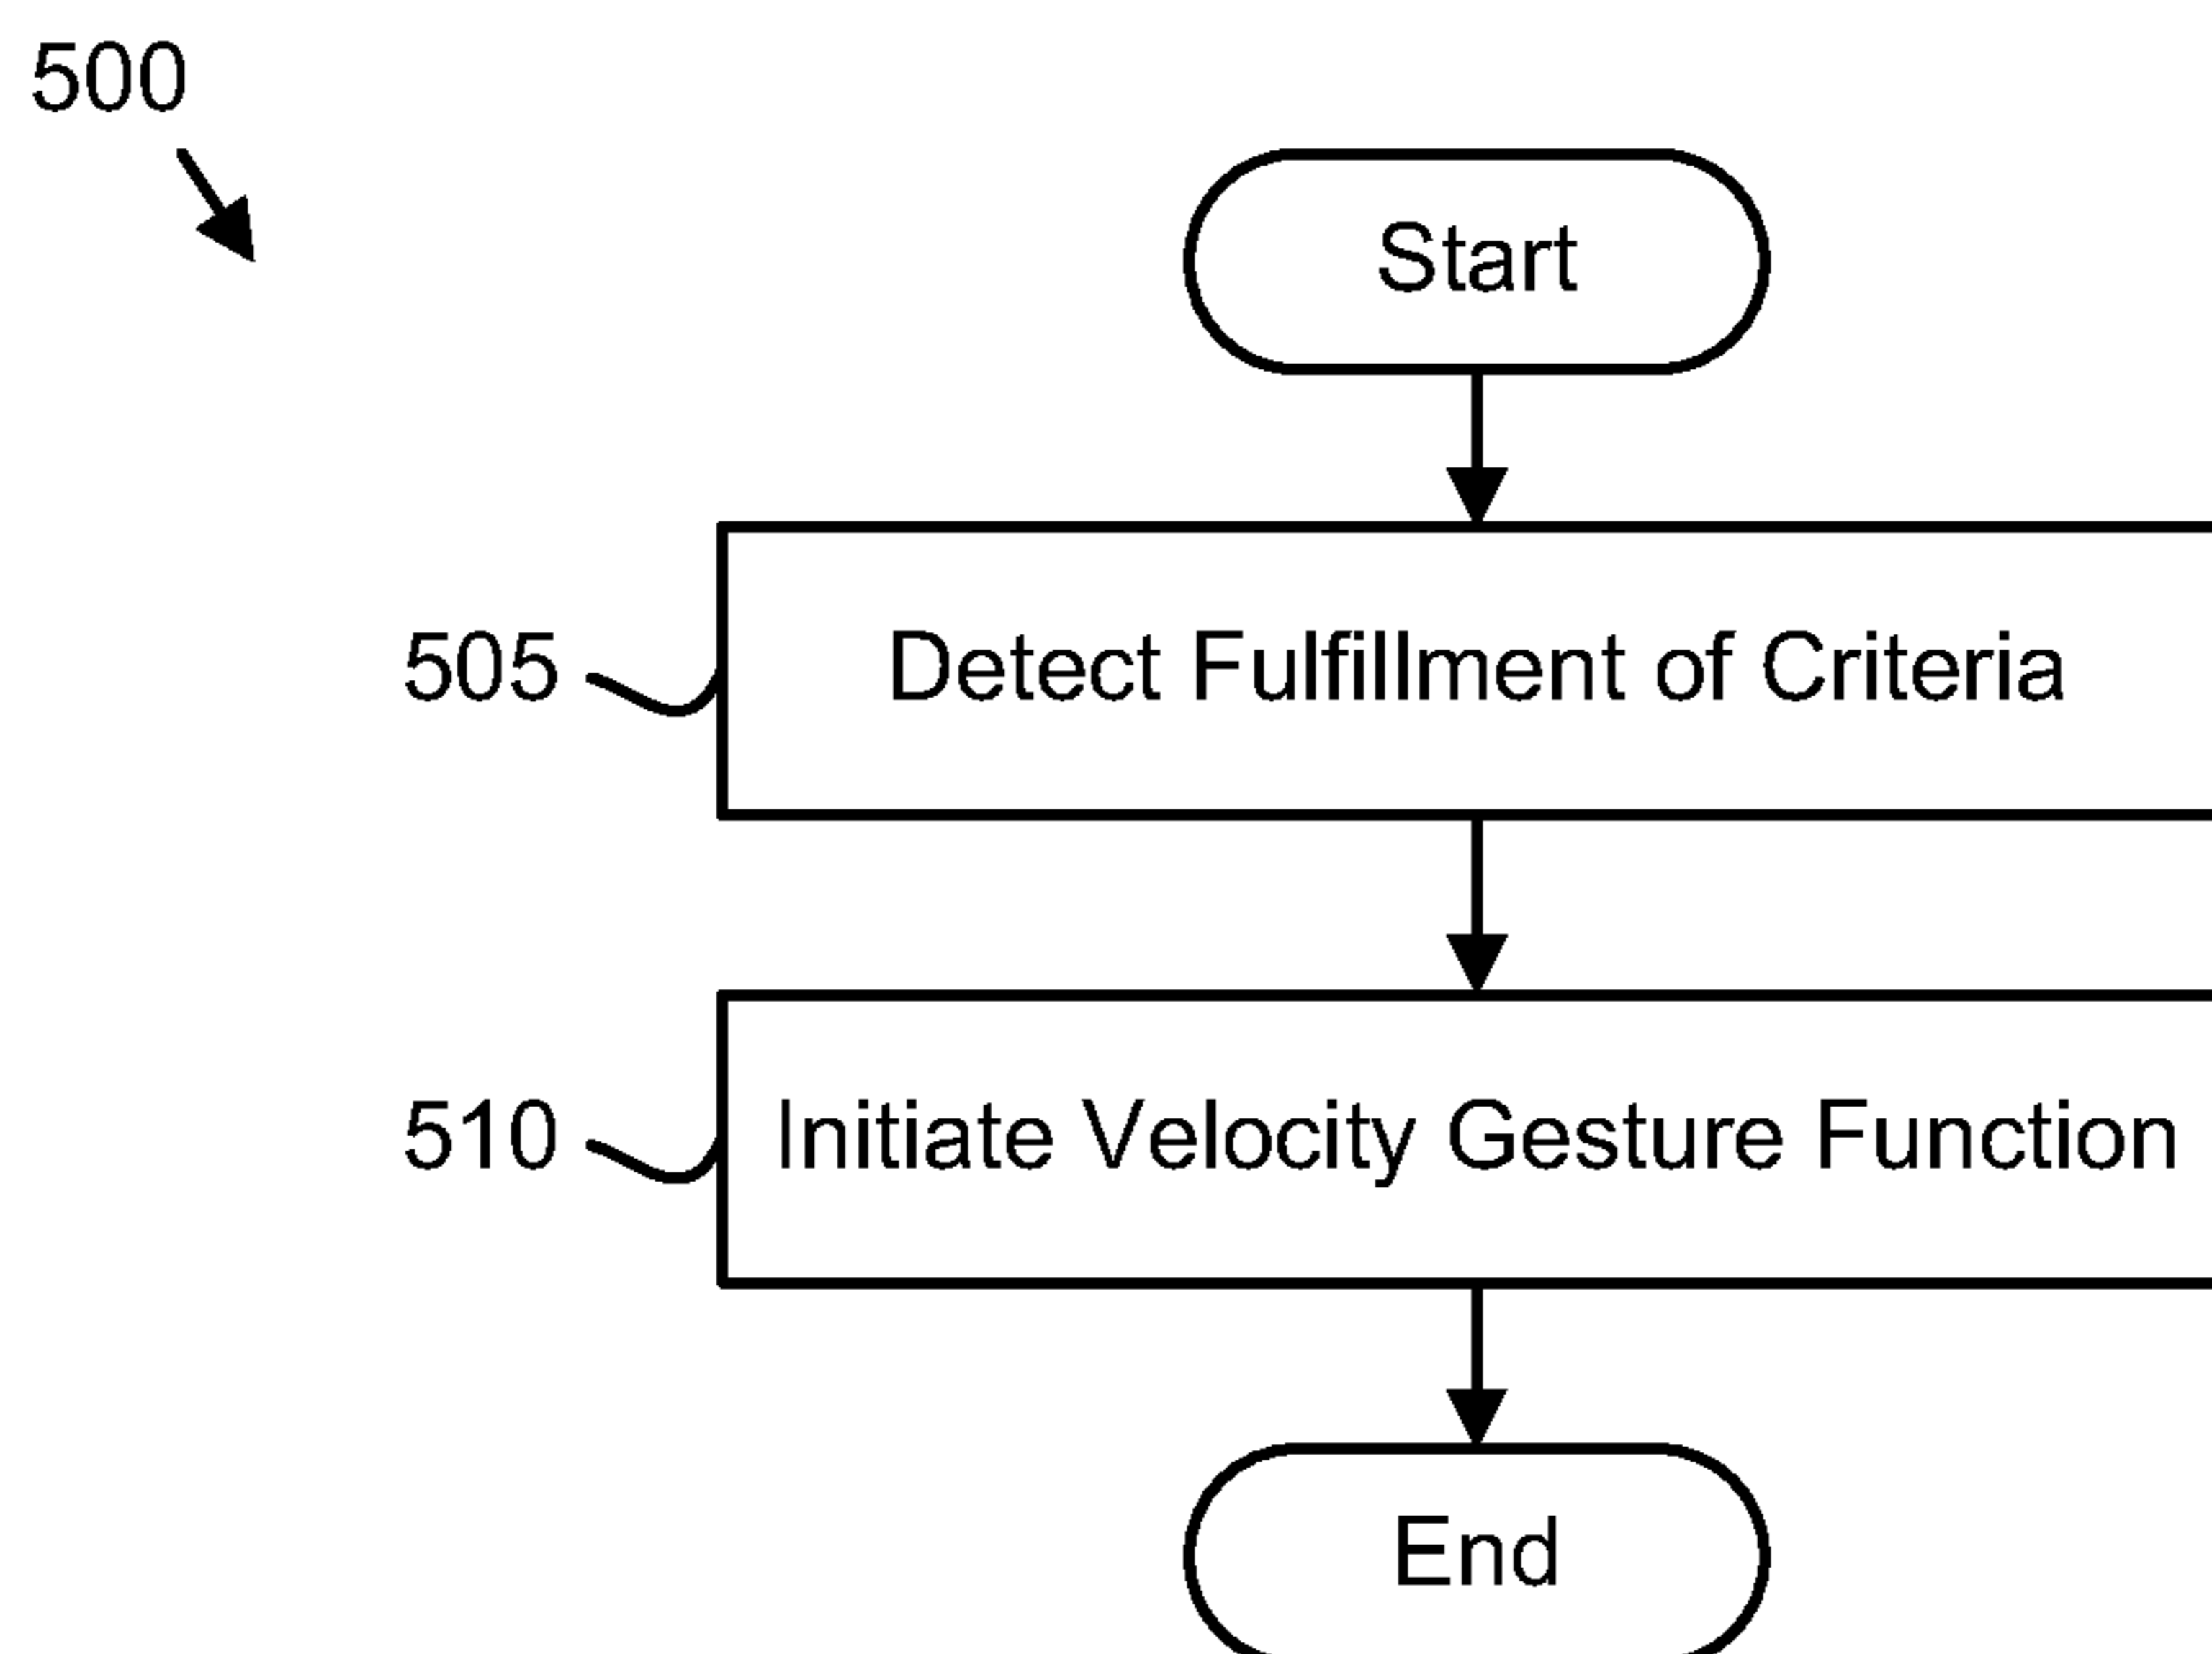 500
Start
505 Detect Fulfillment of Criteria
510 Initiate Velocity Gesture Function
End